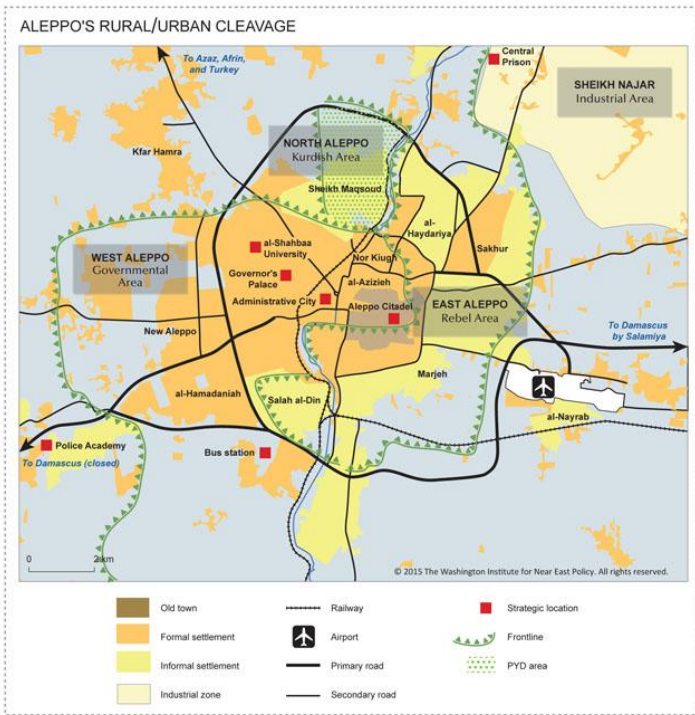 ALEPPO'S RURAL/URBAN CLEAVAGE
To Azaz, Afrin,
and Turkey
Central
Prison
SHEIKH NAJAR
Industrial Area
Kfar Hamra
NORTH ALEPPO
Kurdish Area
Sheikh Maqsoud
al-
Haydariya
al-Shahbaa
University
Sakhur
WEST ALEPPO
Governmental
Area
Nor Kiugh
Governor's
Palace
al-Azizieh
Administrative City
Aleppo Citadel
EAST ALEPPO
Rebel Area
New Aleppo
To Damascus
by Salamiya
Marjeh
al-Hamadaniah
Salah al-Din
al-Nayrab
Police Academy
Bus station
To Damascus (closed)
0 2 km
© 2015 The Washington Institute for Near East Policy. All rights reserved.
Old town
Railway
Strategic location
Formal settlement
Airport
Frontline
Informal settlement
Primary road
PYD area
Industrial zone
Secondary road